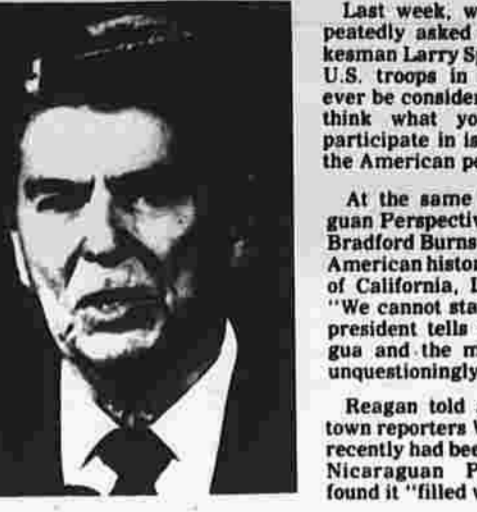 Last week, w
peatedly asked
kesman Larry Sp
U.S. troops in
ever be consider
think what yo
participate in is
the American pe
At the same
guan Perspectiv
Bradford Burns
American histor
of California, L
"We cannot sta
president tells
gua and the m
unquestioningly
Reagan told
town reporters W
recently had bee
Nicaraguan P
found it "filled w